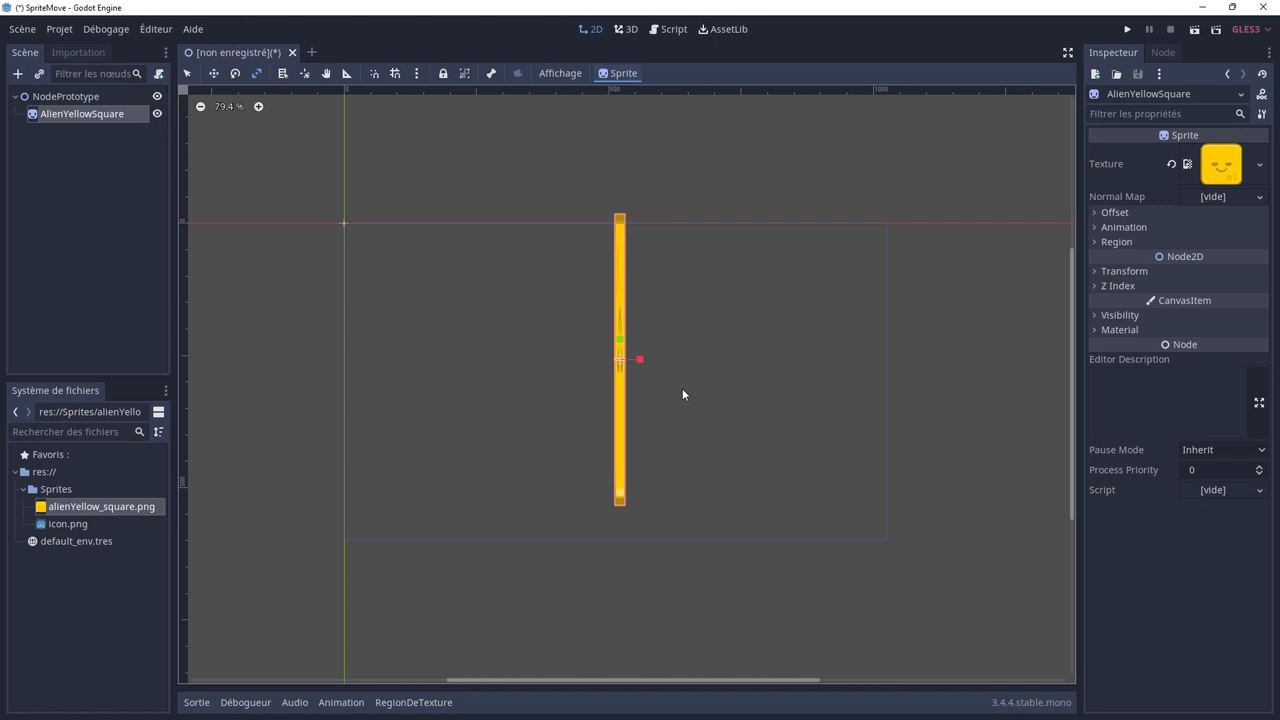 (*) SpriteMove - Godot Engine
Scène Projet Débogage Éditeur Aide
2D 3D Script AssetLib
GLES3
Scène Importation
[non enregistré](*)
Inspecteur Node
Filtrer les nœuds
Affichage Sprite
NodePrototype
AlienYellowSquare
79.4 %
0 500 1000
0
500
AlienYellowSquare
Filtrer les propriétés
Sprite
Texture
Normal Map [vide]
Offset
Animation
Region
Node2D
Transform
Z Index
CanvasItem
Visibility
Material
Node
Editor Description
Pause Mode Inherit
Process Priority 0
Script [vide]
Système de fichiers
res://Sprites/alienYello
Rechercher des fichiers
Favoris :
res://
Sprites
alienYellow_square.png
icon.png
default_env.tres
Sortie Débogueur Audio Animation RegionDeTexture 3.4.4.stable.mono